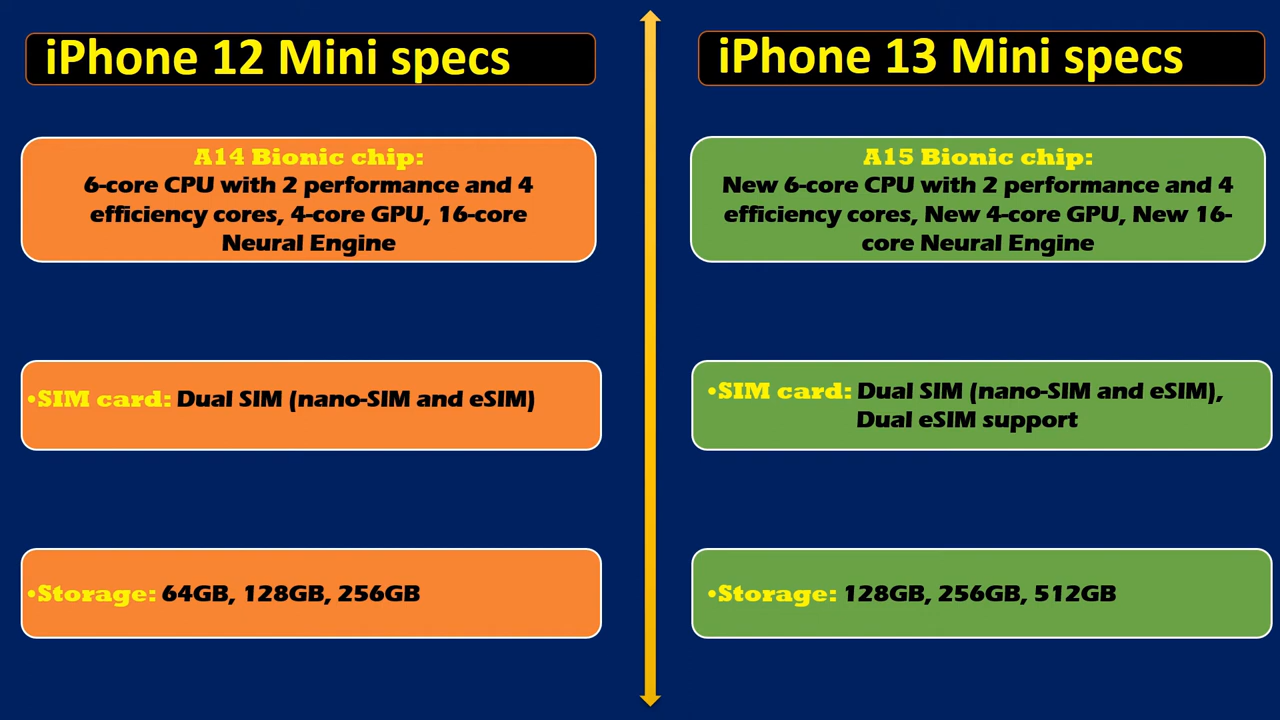 iPhone 12 Mini specs
A14 Bionic chip:
6-core CPU with 2 performance and 4
efficiency cores, 4-core GPU, 16-core
Neural Engine
•SIM card: Dual SIM (nano-SIM and eSIM)
•Storage: 64GB, 128GB, 256GB
iPhone 13 Mini specs
A15 Bionic chip:
New 6-core CPU with 2 performance and 4
efficiency cores, New 4-core GPU, New 16-
core Neural Engine
•SIM card: Dual SIM (nano-SIM and eSIM),
Dual eSIM support
•Storage: 128GB, 256GB, 512GB